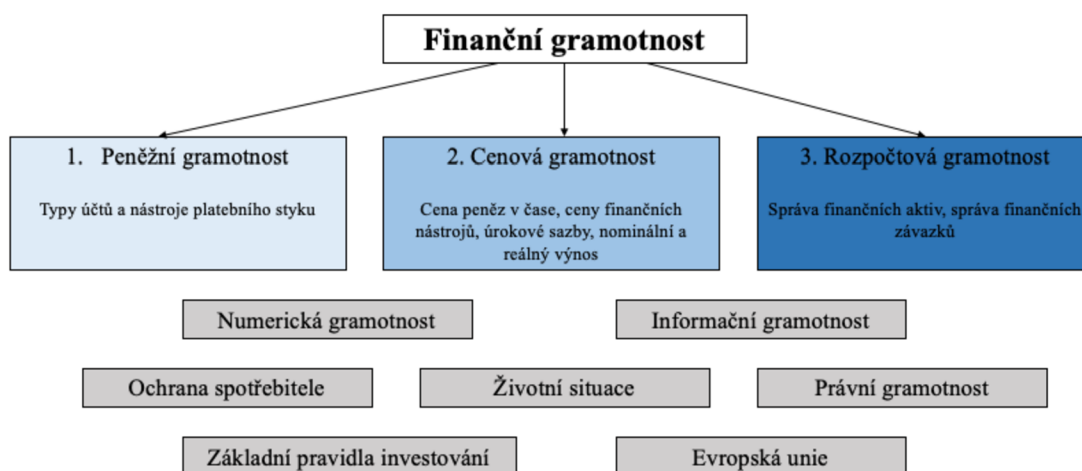 Finanční gramotnost
1. Peněžní gramotnost
Typy účtů a nástroje platebního styku
2. Cenová gramotnost
Cena peněz v čase, ceny finančních
nástrojů, úrokové sazby, nominální a
reálný výnos
3. Rozpočtová gramotnost
Správa finančních aktiv, správa finančních
závazků
Numerická gramotnost
Informační gramotnost
Ochrana spotřebitele
Životní situace
Právní gramotnost
Základní pravidla investování
Evropská unie